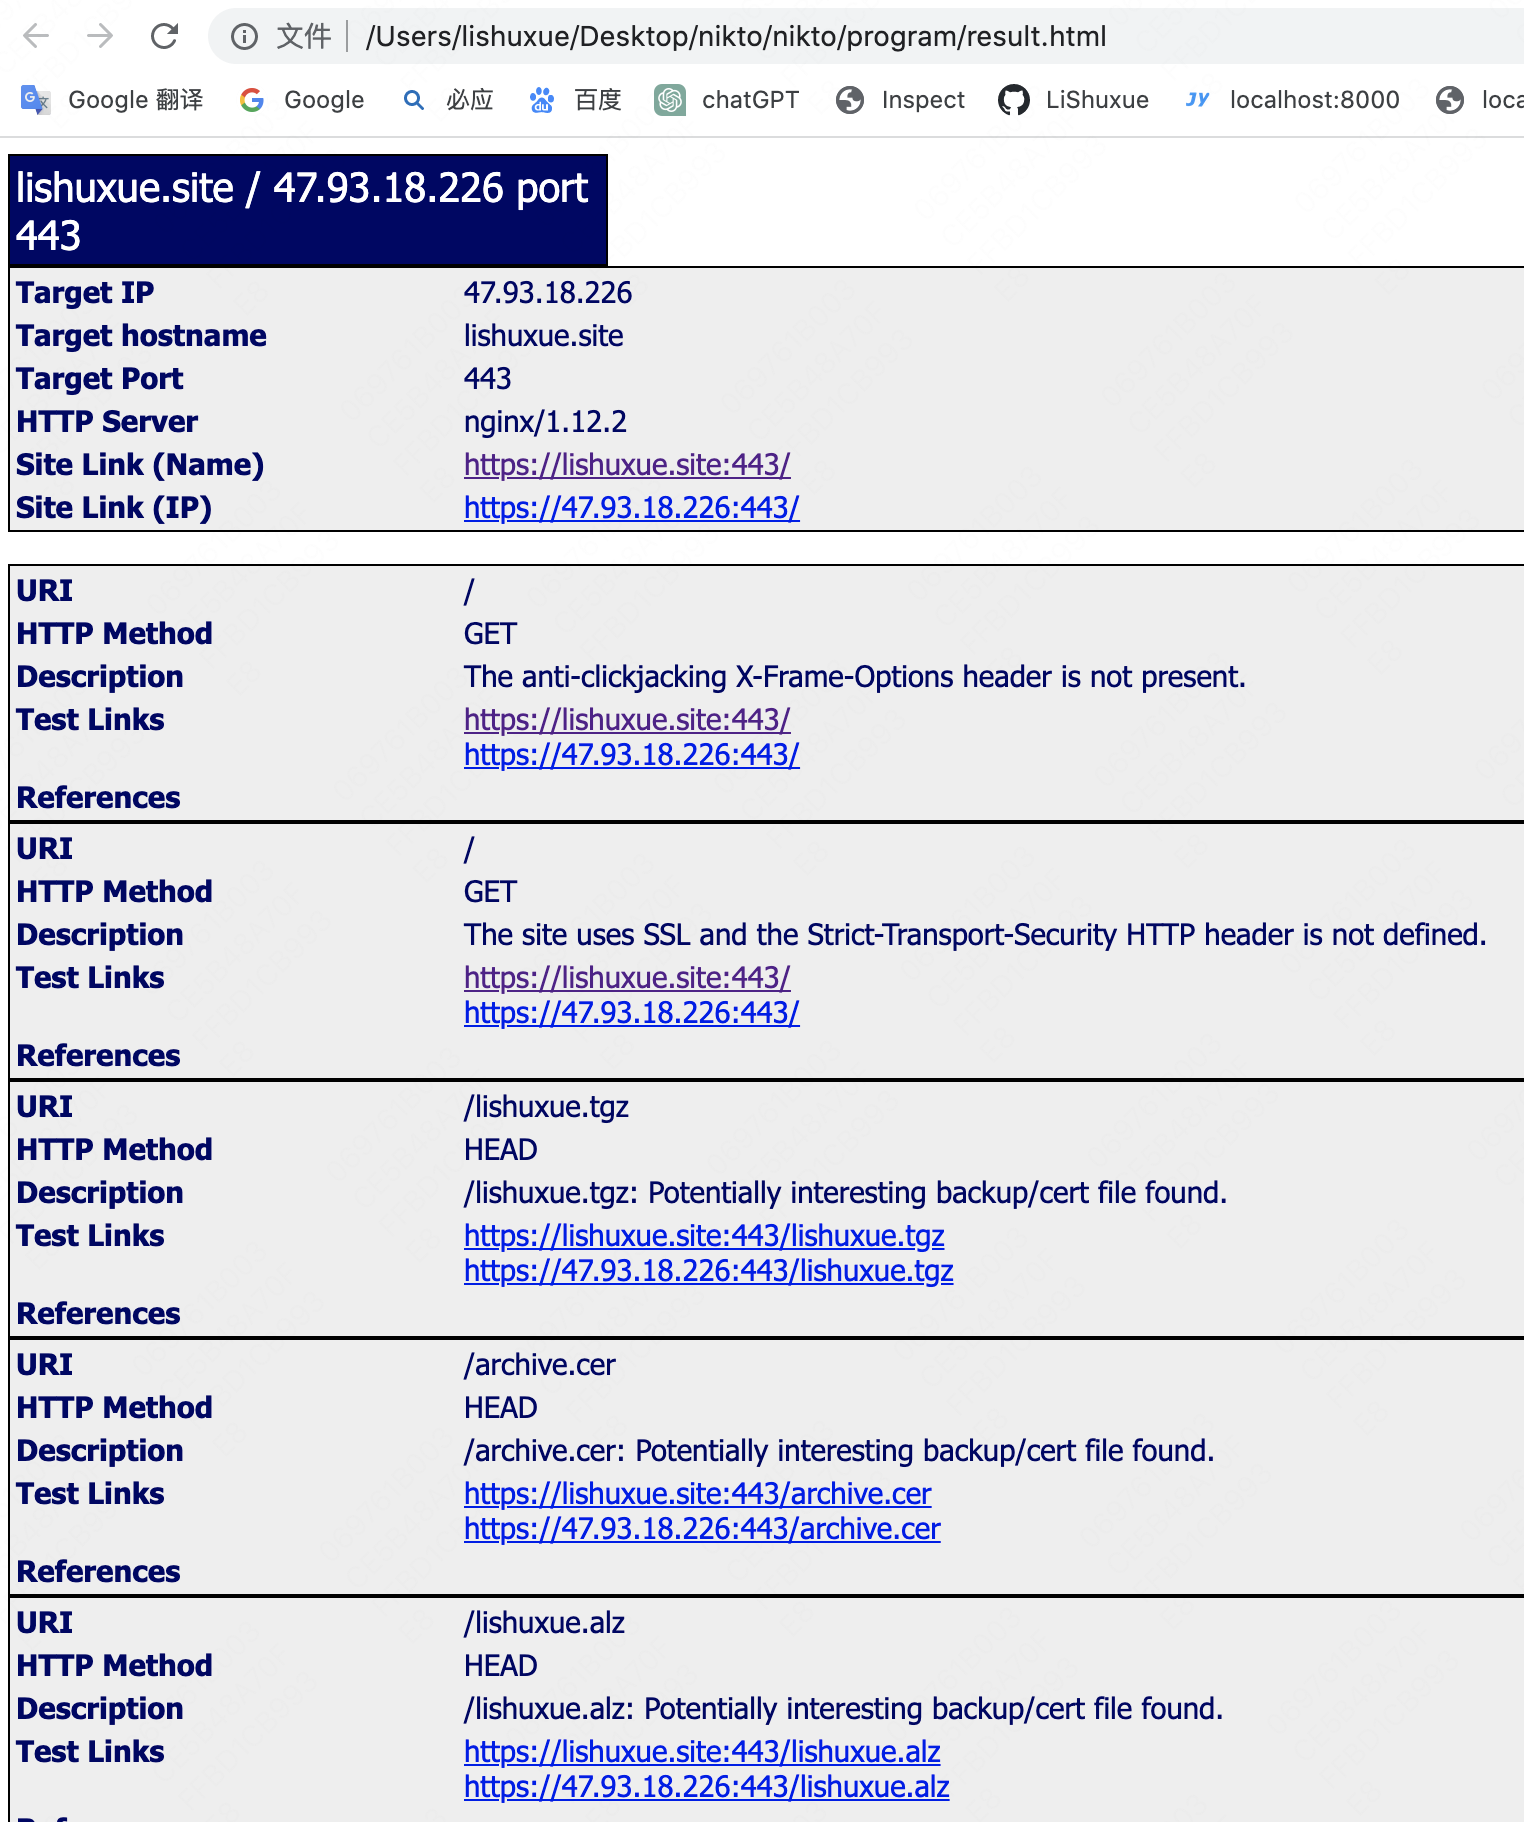 文件 /Users/lishuxue/Desktop/nikto/nikto/program/result.html
Google 翻译 Google 必应 百度 chatGPT Inspect LiShuxue JY localhost:8000 loca
lishuxue.site / 47.93.18.226 port
443
Target IP 47.93.18.226
Target hostname lishuxue.site
Target Port 443
HTTP Server nginx/1.12.2
Site Link (Name) https://lishuxue.site:443/
Site Link (IP) https://47.93.18.226:443/
URI /
HTTP Method GET
Description The anti-clickjacking X-Frame-Options header is not present.
Test Links https://lishuxue.site:443/
https://47.93.18.226:443/
References
URI /
HTTP Method GET
Description The site uses SSL and the Strict-Transport-Security HTTP header is not defined.
Test Links https://lishuxue.site:443/
https://47.93.18.226:443/
References
URI /lishuxue.tgz
HTTP Method HEAD
Description /lishuxue.tgz: Potentially interesting backup/cert file found.
Test Links https://lishuxue.site:443/lishuxue.tgz
https://47.93.18.226:443/lishuxue.tgz
References
URI /archive.cer
HTTP Method HEAD
Description /archive.cer: Potentially interesting backup/cert file found.
Test Links https://lishuxue.site:443/archive.cer
https://47.93.18.226:443/archive.cer
References
URI /lishuxue.alz
HTTP Method HEAD
Description /lishuxue.alz: Potentially interesting backup/cert file found.
Test Links https://lishuxue.site:443/lishuxue.alz
https://47.93.18.226:443/lishuxue.alz